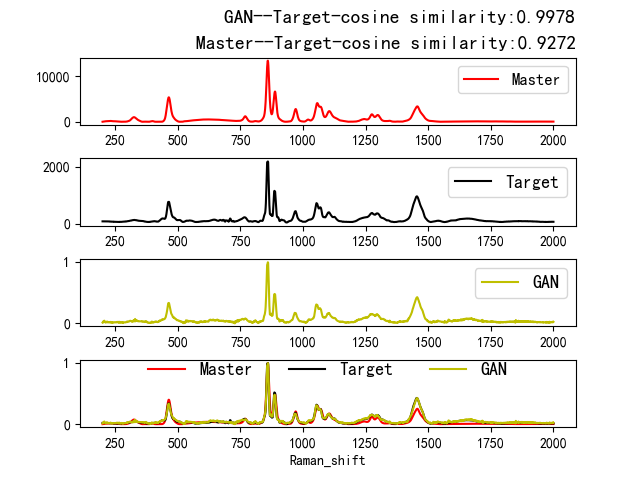 GAN--Target-cosine similarity:0.9978
Master--Target-cosine similarity:0.9272
10000
0
Master
250 500 750 1000 1250 1500 1750 2000
2000
0
Target
250 500 750 1000 1250 1500 1750 2000
1
0
GAN
250 500 750 1000 1250 1500 1750 2000
1
0
Master Target GAN
250 500 750 1000 1250 1500 1750 2000
Raman_shift